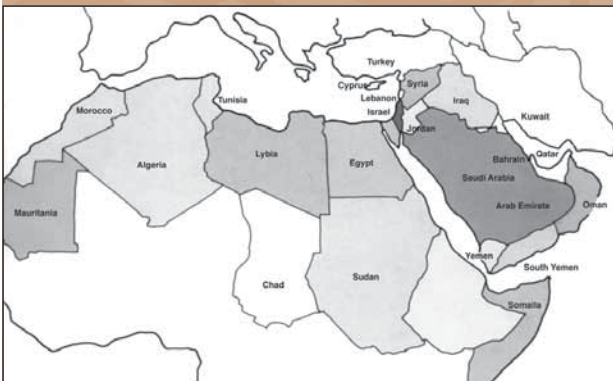 Turkey
Cyprus
Syria
Lebanon
Israel
Iraq
Jordan
Kuwait
Morocco
Tunisia
Algeria
Lybia
Egypt
Bahrain
Qatar
Saudi Arabia
Mauritania
Arab Emirate
Oman
Yemen
South Yemen
Chad
Sudan
Somaila